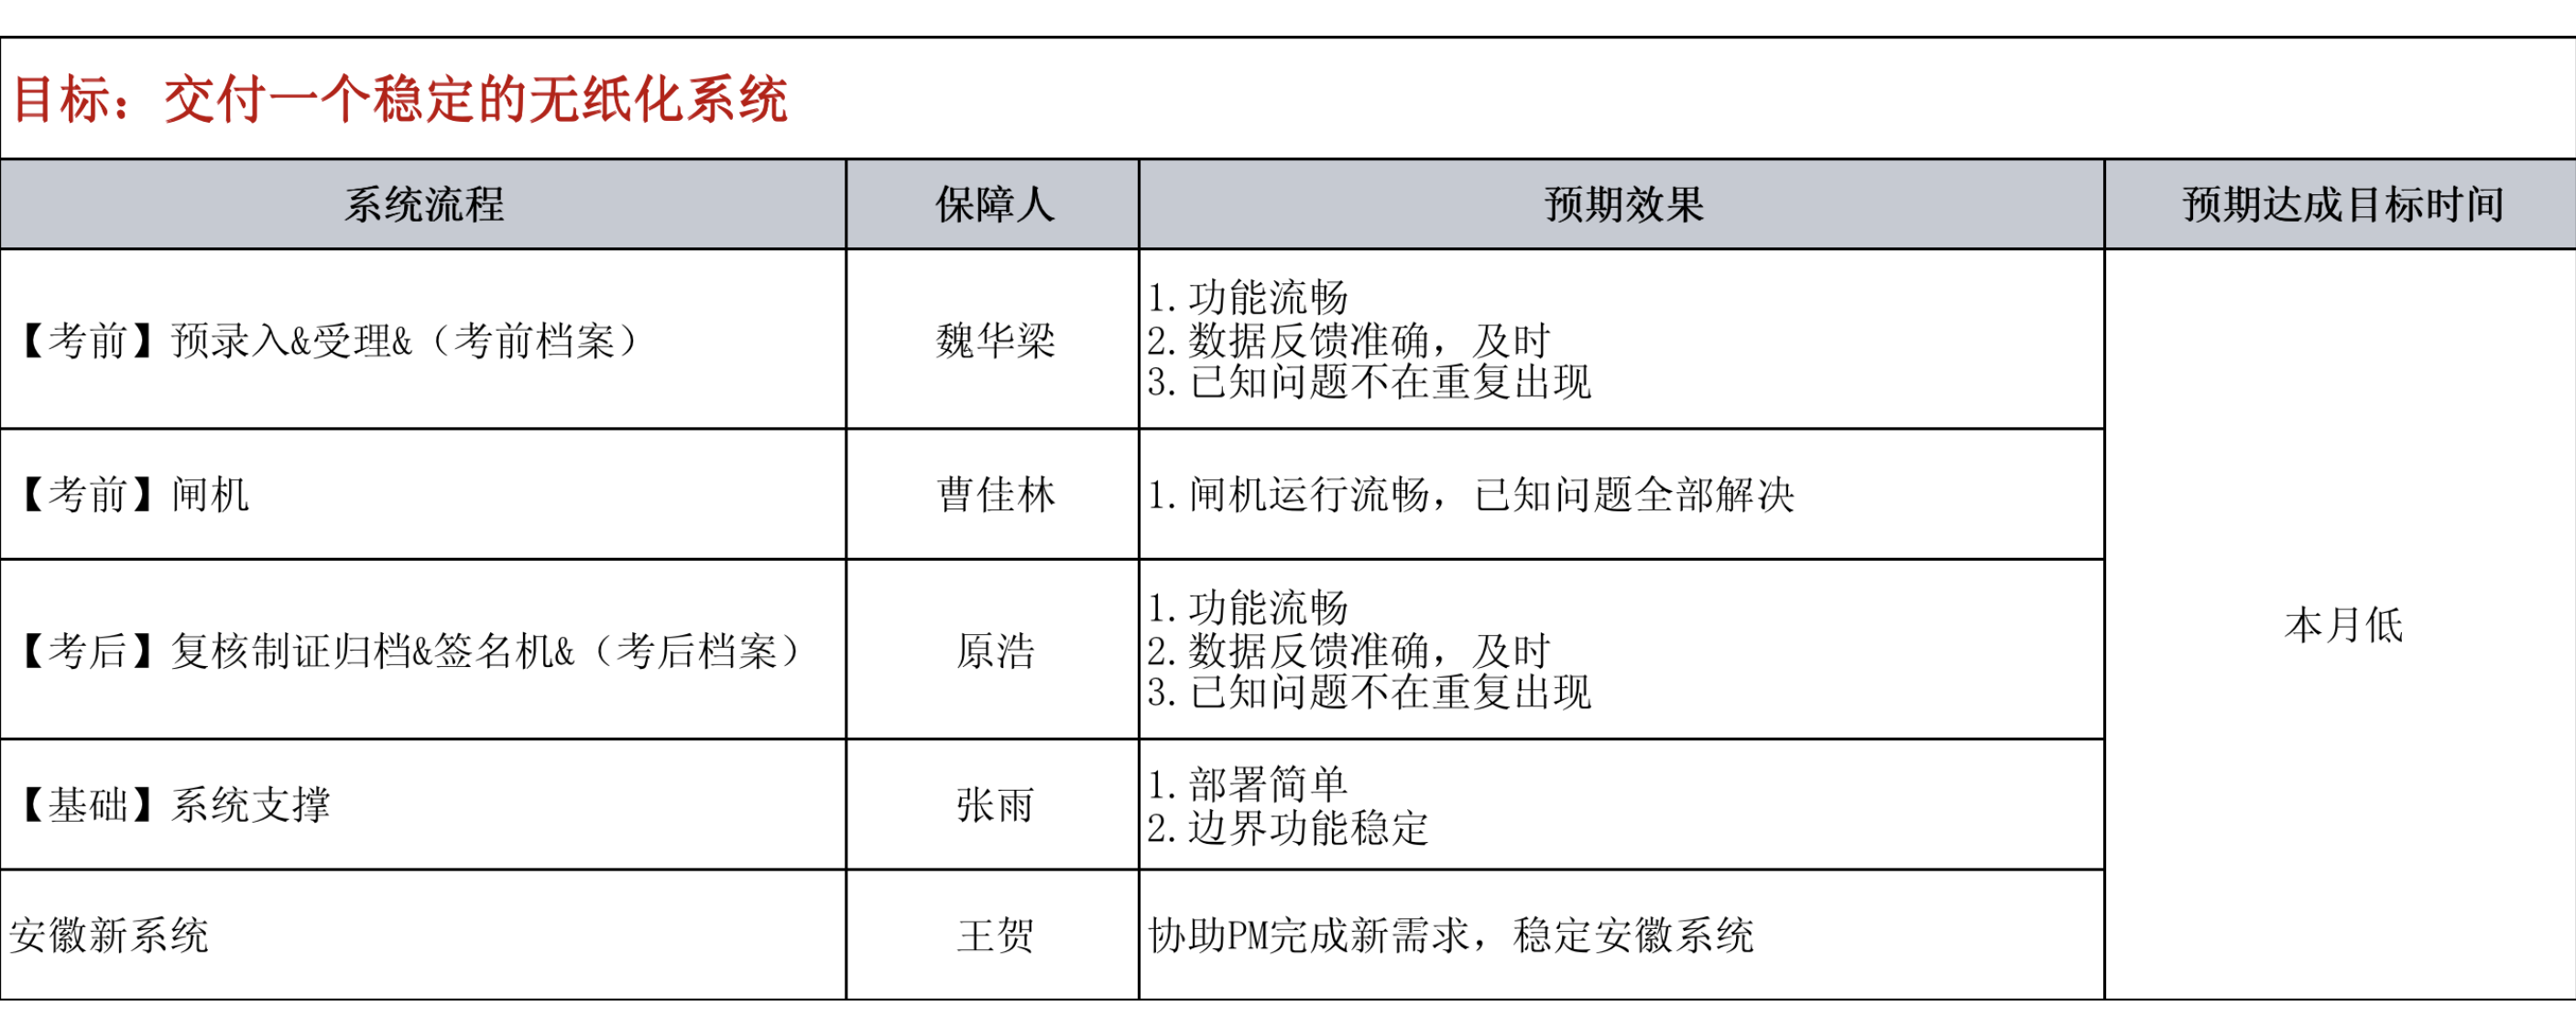 目标：交付一个稳定的无纸化系统
系统流程 保障人 预期效果 预期达成目标时间
【考前】预录入&受理&（考前档案） 魏华梁 1.功能流畅
2.数据反馈准确，及时
3.已知问题不在重复出现
【考前】闸机 曹佳林 1.闸机运行流畅，已知问题全部解决
【考后】复核制证归档&签名机&（考后档案） 原浩 1.功能流畅
2.数据反馈准确，及时
3.已知问题不在重复出现
本月低
【基础】系统支撑 张雨 1.部署简单
2.边界功能稳定
安徽新系统 王贺 协助PM完成新需求，稳定安徽系统